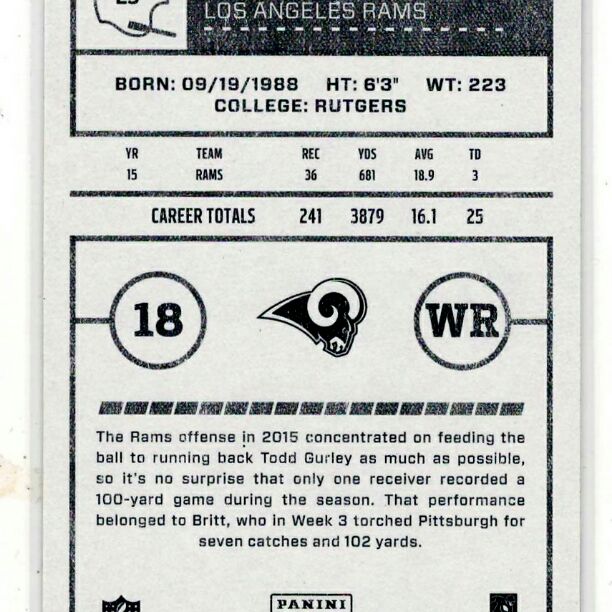 LOS ANGELES RAMS
BORN: 09/19/1988 HT: 6'3" WT: 223
COLLEGE: RUTGERS
YR TEAM REC YDS AVG TD
15 RAMS 36 681 18.9 3
CAREER TOTALS 241 3879 16.1 25
18 WR
The Rams offense in 2015 concentrated on feeding the
ball to running back Todd Gurley as much as possible,
so it's no surprise that only one receiver recorded a
100-yard game during the season. That performance
belonged to Britt, who in Week 3 torched Pittsburgh for
seven catches and 102 yards.
PANINI